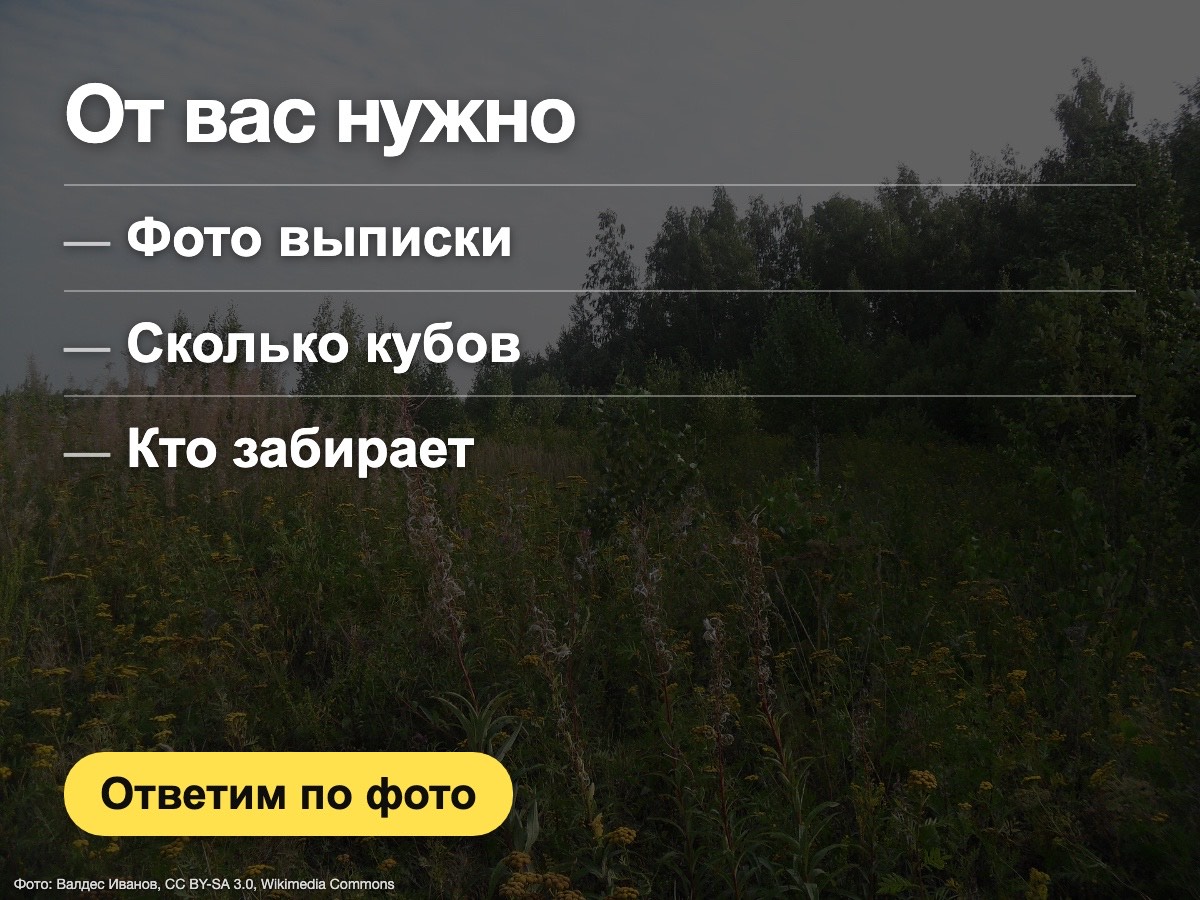 От вас нужно
— Фото выписки
— Сколько кубов
— Кто забирает
Ответим по фото
Фото: Валдес Иванов, CC BY-SA 3.0, Wikimedia Commons